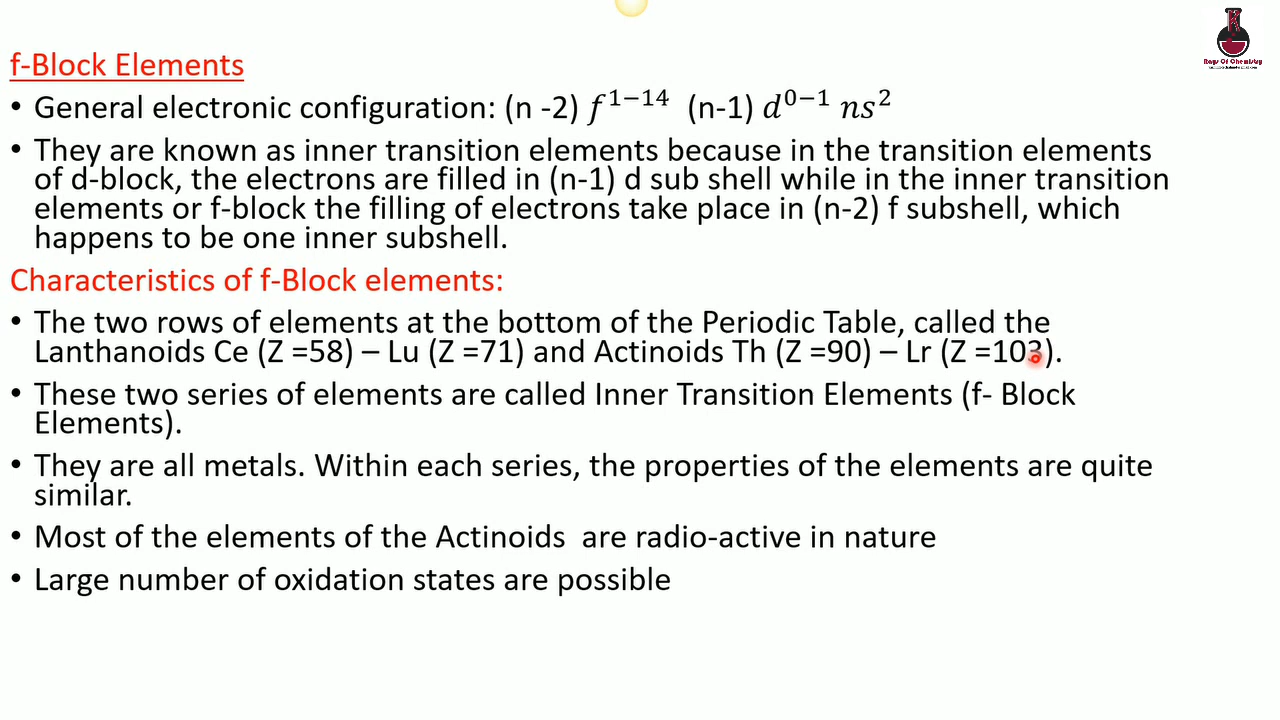 Rays Of Chemistry
f-Block Elements
• General electronic configuration: (n -2) f¹⁻¹⁴ (n-1) d⁰⁻¹ ns²
• They are known as inner transition elements because in the transition elements
of d-block, the electrons are filled in (n-1) d sub shell while in the inner transition
elements or f-block the filling of electrons take place in (n-2) f subshell, which
happens to be one inner subshell.
Characteristics of f-Block elements:
• The two rows of elements at the bottom of the Periodic Table, called the
Lanthanoids Ce (Z =58) – Lu (Z =71) and Actinoids Th (Z =90) – Lr (Z =103).
• These two series of elements are called Inner Transition Elements (f- Block
Elements).
• They are all metals. Within each series, the properties of the elements are quite
similar.
• Most of the elements of the Actinoids  are radio-active in nature
• Large number of oxidation states are possible